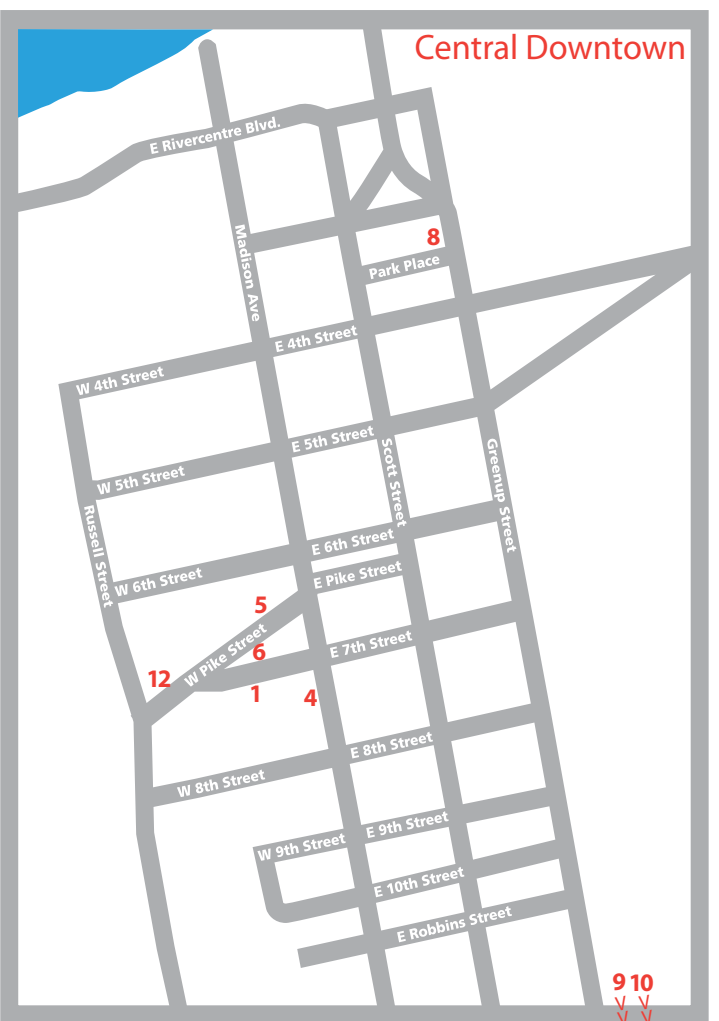 Central Downtown
E Rivercentre Blvd.
Madison Ave
8
Park Place
E 4th Street
W 4th Street
E 5th Street
Scott Street
Greenup Street
W 5th Street
Russell Street
E 6th Street
W 6th Street
E Pike Street
5
W Pike Street
6
E 7th Street
12
1
4
E 8th Street
W 8th Street
E 9th Street
W 9th Street
E 10th Street
E Robbins Street
9 10